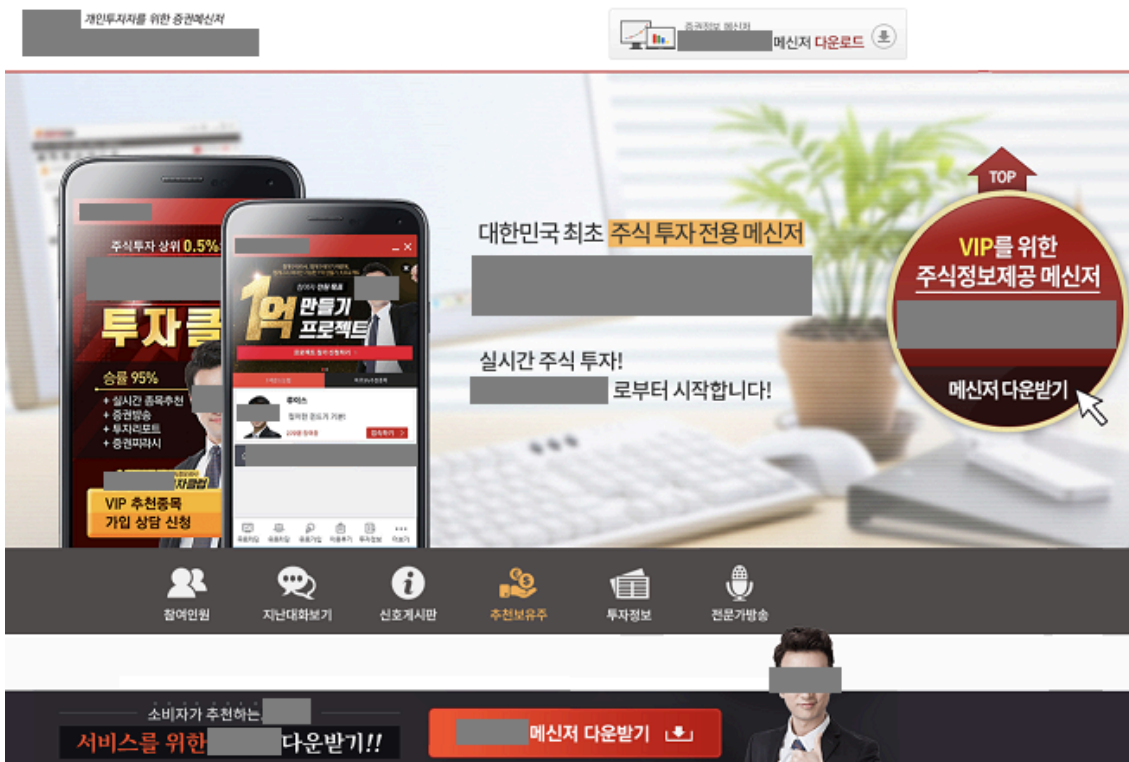 개인투자자를 위한 증권메신저
증권정보 메신저
메신저 다운로드
TOP
VIP를 위한
주식정보제공 메신저
메신저 다운받기
대한민국 최초 주식 투자 전용 메신저
실시간 주식 투자!
로부터 시작합니다!
주식투자 상위 0.5%
투자클
승률 95%
+ 실시간 종목추천
+ 증권방송
+ 투자리포트
+ 증권찌라시
VIP 추천종목
가입 상담 신청
1억 만들기
프로젝트
루이스
참여인원
지난대화보기
신호게시판
추천보유주
투자정보
전문가방송
소비자가 추천하는
서비스를 위한 다운받기!!
메신저 다운받기